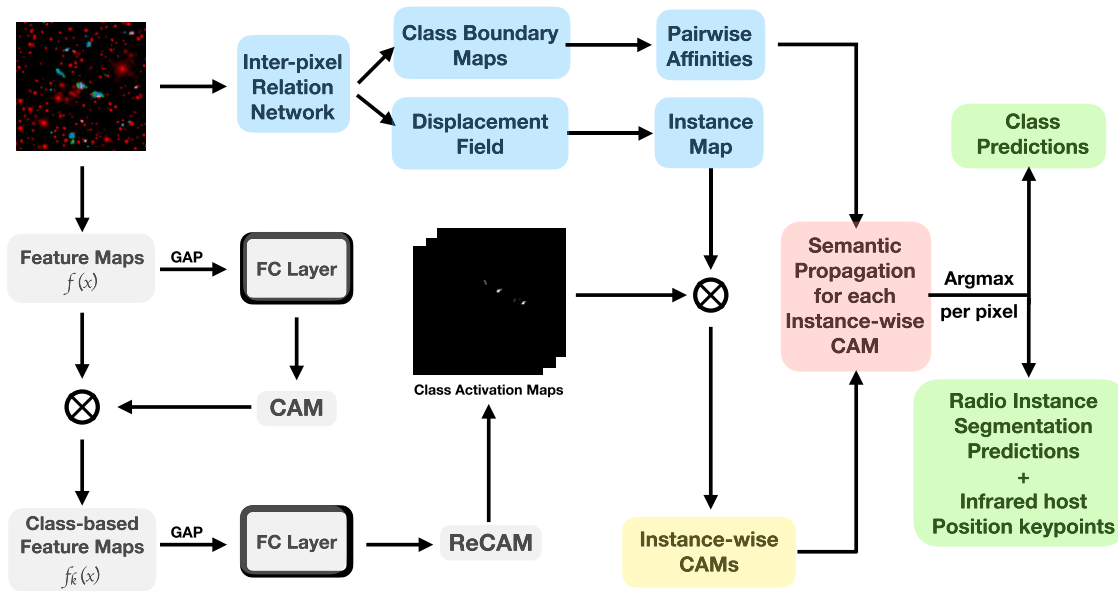 Inter-pixel
Relation
Network
Class Boundary
Maps
Pairwise
Affinities
Displacement
Field
Instance
Map
Class
Predictions
Feature Maps
f(x)
GAP
FC Layer
Semantic
Propagation
for each
Instance-wise
CAM
Argmax
per pixel
CAM
Class Activation Maps
Radio Instance
Segmentation
Predictions
+
Infrared host
Position keypoints
Class-based
Feature Maps
fk(x)
GAP
FC Layer
ReCAM
Instance-wise
CAMs